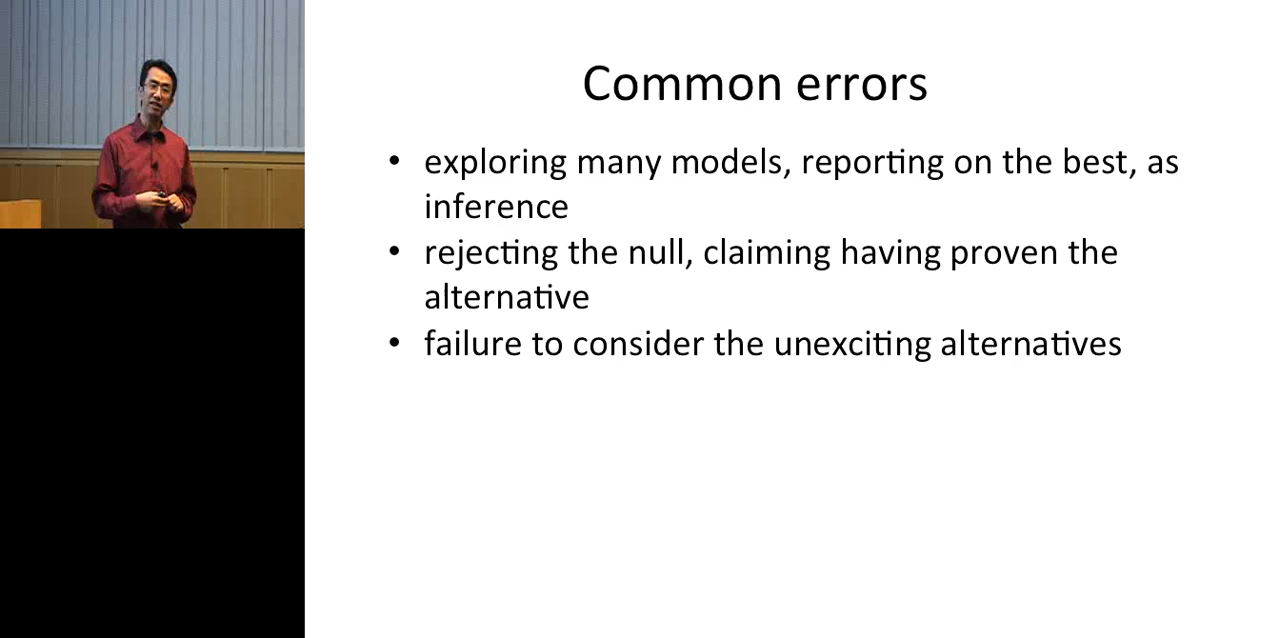 Common errors
• exploring many models, reporting on the best, as
inference
• rejecting the null, claiming having proven the
alternative
• failure to consider the unexciting alternatives